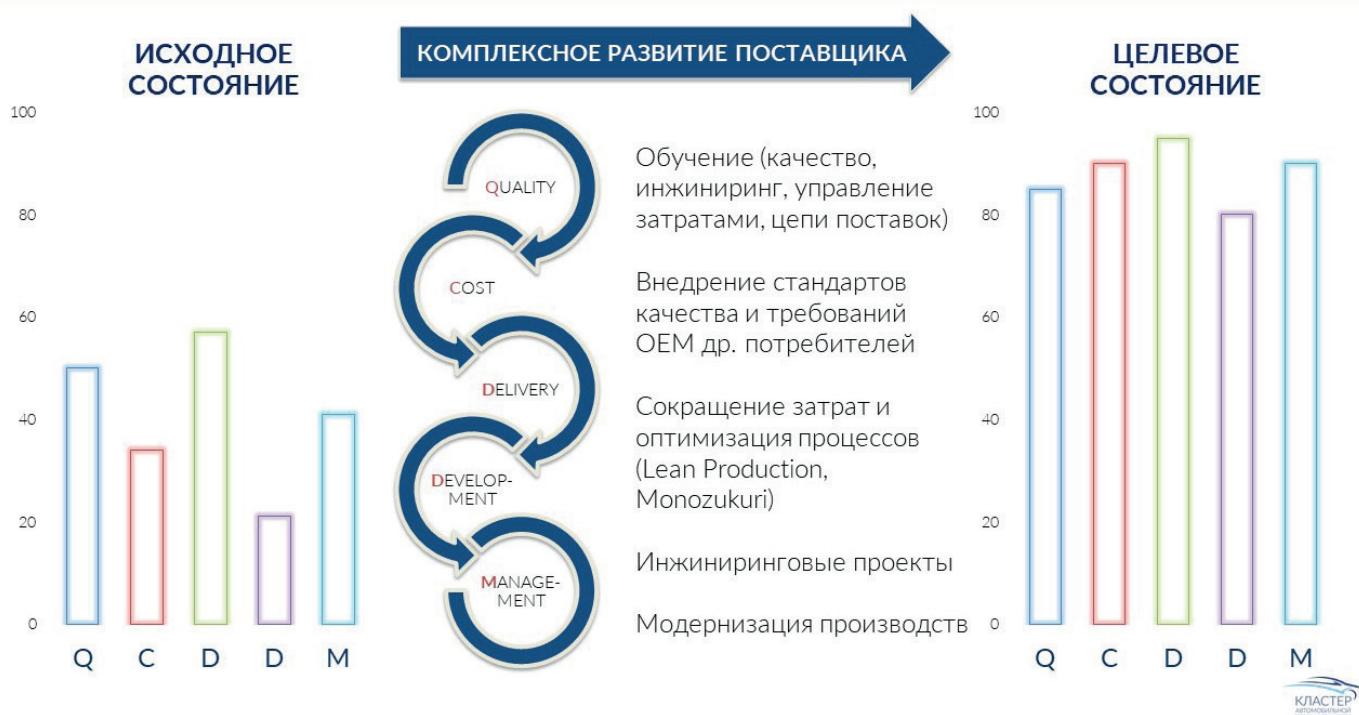 ИСХОДНОЕ
СОСТОЯНИЕ
100
80
60
40
20
0
Q C D D M
КОМПЛЕКСНОЕ РАЗВИТИЕ ПОСТАВЩИКА
QUALITY
COST
DELIVERY
DEVELOP-
MENT
MANAGE-
MENT
Обучение (качество,
инжиниринг, управление
затратами, цепи поставок)
Внедрение стандартов
качества и требований
ОЕМ др. потребителей
Сокращение затрат и
оптимизация процессов
(Lean Production,
Monozukuri)
Инжиниринговые проекты
Модернизация производств
ЦЕЛЕВОЕ
СОСТОЯНИЕ
100
80
60
40
20
0
Q C D D M
КЛАСТЕР
АВТОМОБИЛЬНОЙ